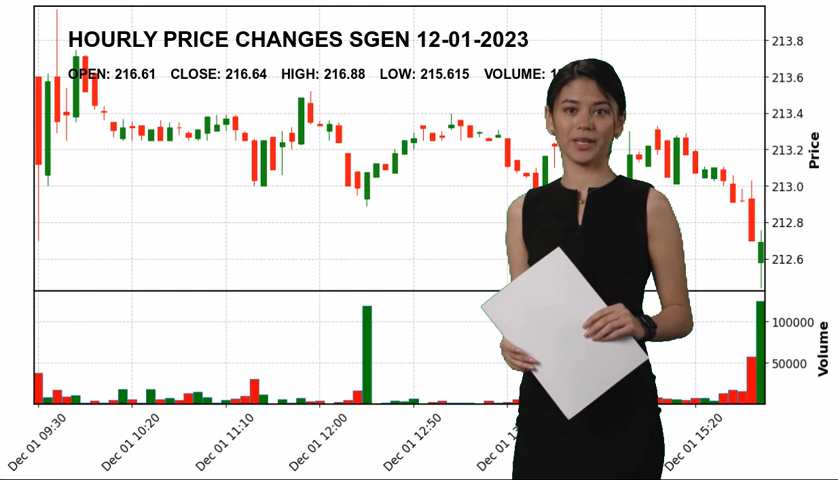 HOURLY PRICE CHANGES SGEN 12-01-2023
OPEN: 216.61 CLOSE: 216.64 HIGH: 216.88 LOW: 215.615 VOLUME:
213.8
213.6
213.4
213.2
213.0
212.8
212.6
Price
100000
50000
Volume
Dec 01 09:30
Dec 01 10:20
Dec 01 11:10
Dec 01 12:00
Dec 01 12:50
Dec 01
Dec 01 15:20